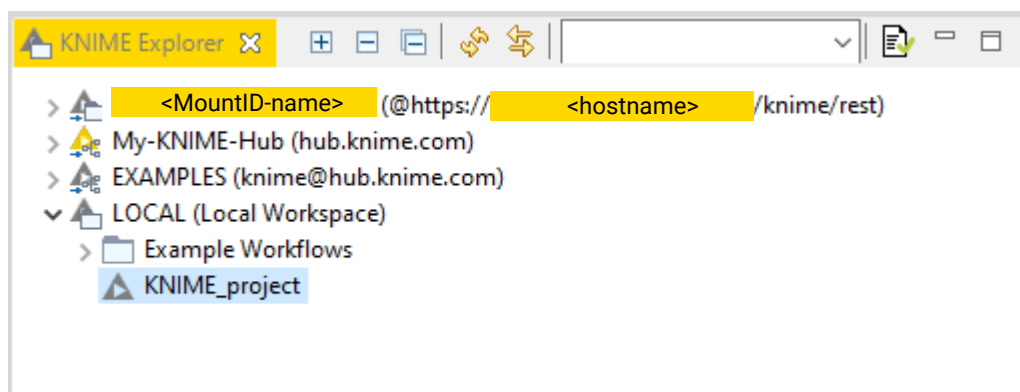 KNIME Explorer
<MountID-name> (@https:// <hostname> /knime/rest)
My-KNIME-Hub (hub.knime.com)
EXAMPLES (knime@hub.knime.com)
LOCAL (Local Workspace)
Example Workflows
KNIME_project